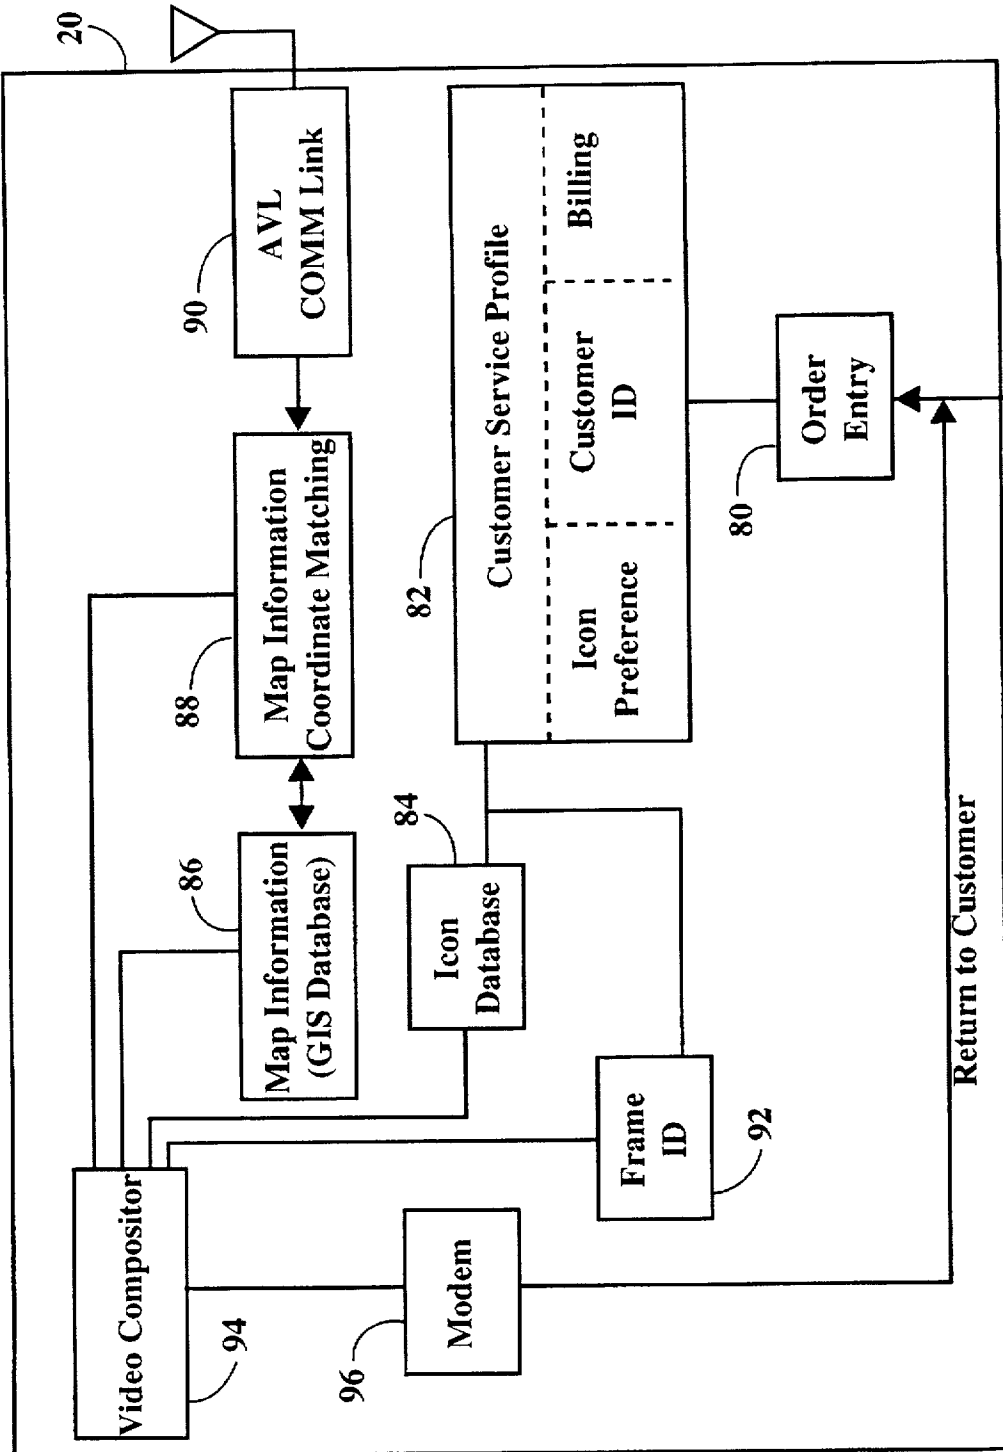 20
Video Compositor
94
Map Information
(GIS Database)
86
Map Information
Coordinate Matching
88
AVL
COMM Link
90
Modem
96
Icon
Database
84
Customer Service Profile
Icon
Preference
Customer
ID
Billing
82
Frame
ID
92
Order
Entry
80
Return to Customer